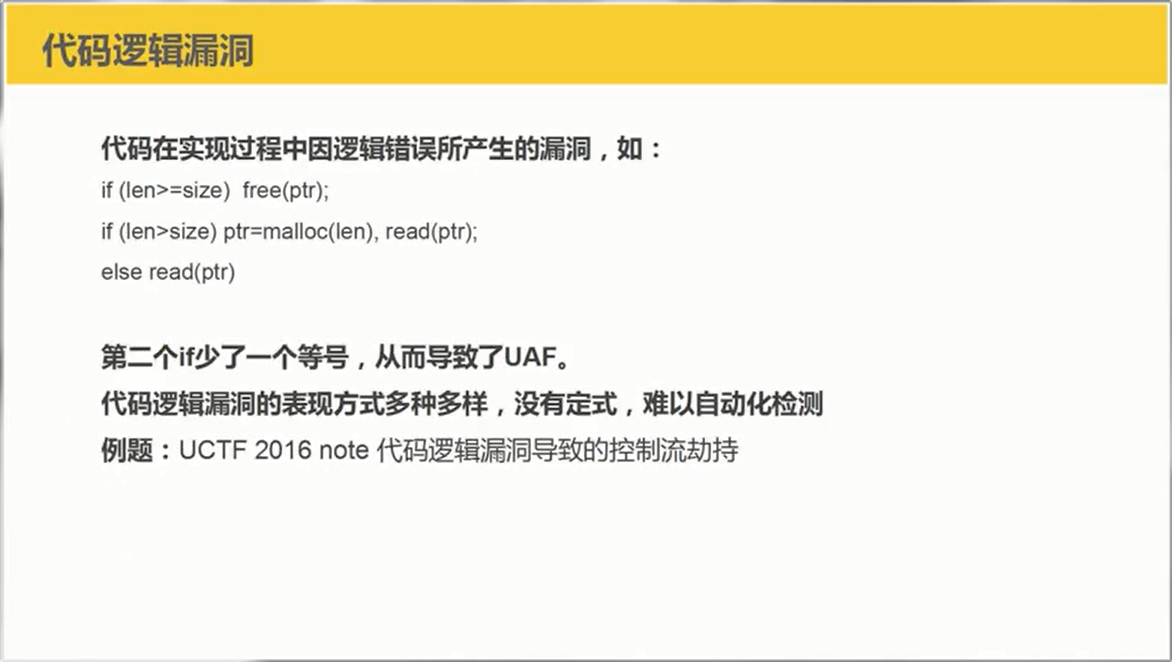 代码逻辑漏洞
代码在实现过程中因逻辑错误所产生的漏洞，如：
if (len>=size)  free(ptr);
if (len>size) ptr=malloc(len), read(ptr);
else read(ptr)
第二个if少了一个等号，从而导致了UAF。
代码逻辑漏洞的表现方式多种多样，没有定式，难以自动化检测
例题：UCTF 2016 note 代码逻辑漏洞导致的控制流劫持